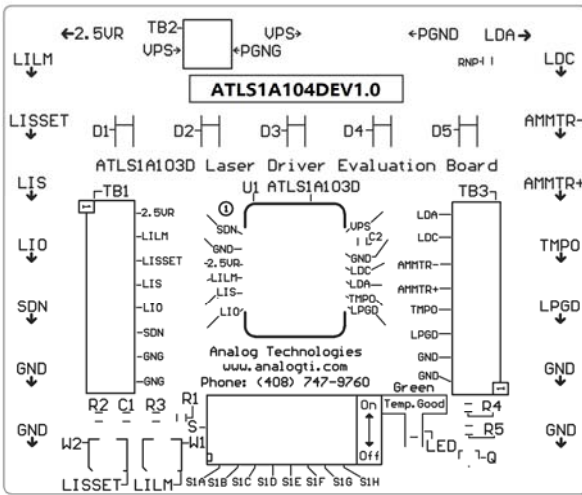 ←2.5VR TB2 VPS→ ←PGND LDA→
VPS→ ←PGNG
LILM RNP LDC
ATLS1A104DEV1.0
LISSET AMMTR-
D1 D2 D3 D4 D5
ATLS1A103D Laser Driver Evaluation Board
LIS AMMTR+
TB1 U1 ATLS1A103D TB3
1 2.5VR ① SDN VPS LDA
C2
LILM GND GND LDC
LIO TMPO
LISSET 2.5VR LDC AMMTR-
LIS LILM LDA AMMTR+
LIO LIS TMPO TMPO
SDN LIO LPGD LPGD
SDN LPGD
GNG GND
GNG GND 1
Analog Technologies
www.analogti.com
Phone: (408) 747-9760
GND GND
Green
R2 C1 R3 R1 On Temp.Good R4
S
GND R5 GND
W2 W1 Off LED Q
LISSET LILM S1A S1B S1C S1D S1E S1F S1G S1H